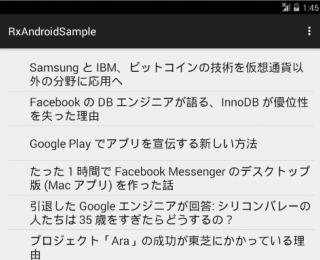 1:45
RxAndroidSample
Samsung と IBM、ビットコインの技術を仮想通貨以
外の分野に応用へ
Facebook の DB エンジニアが語る、InnoDB が優位性
を失った理由
Google Play でアプリを宣伝する新しい方法
たった 1 時間で Facebook Messenger のデスクトップ
版 (Mac アプリ) を作った話
引退した Google エンジニアが回答: シリコンバレーの
人たちは 35 歳をすぎたらどうするの？
プロジェクト「Ara」の成功が東芝にかかっている理
由